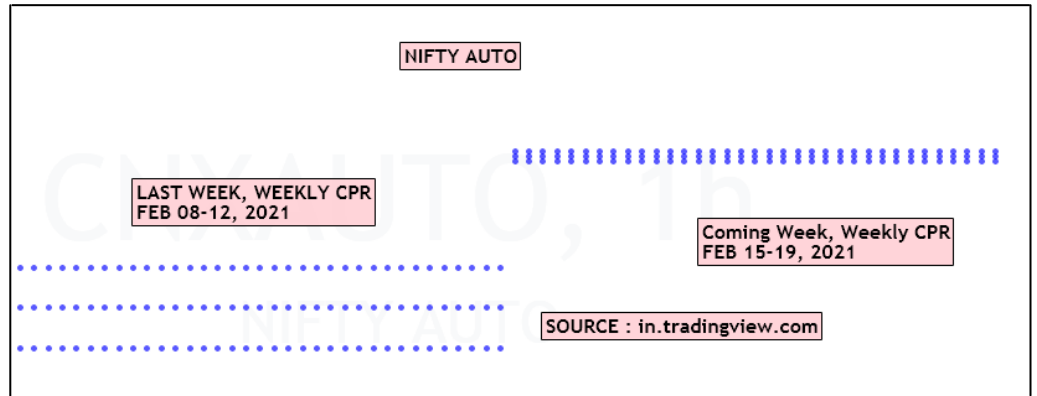 NIFTY AUTO
CNXAUTO, 1h
LAST WEEK, WEEKLY CPR
FEB 08-12, 2021
Coming Week, Weekly CPR
FEB 15-19, 2021
NIFTY AUTO
SOURCE : in.tradingview.com